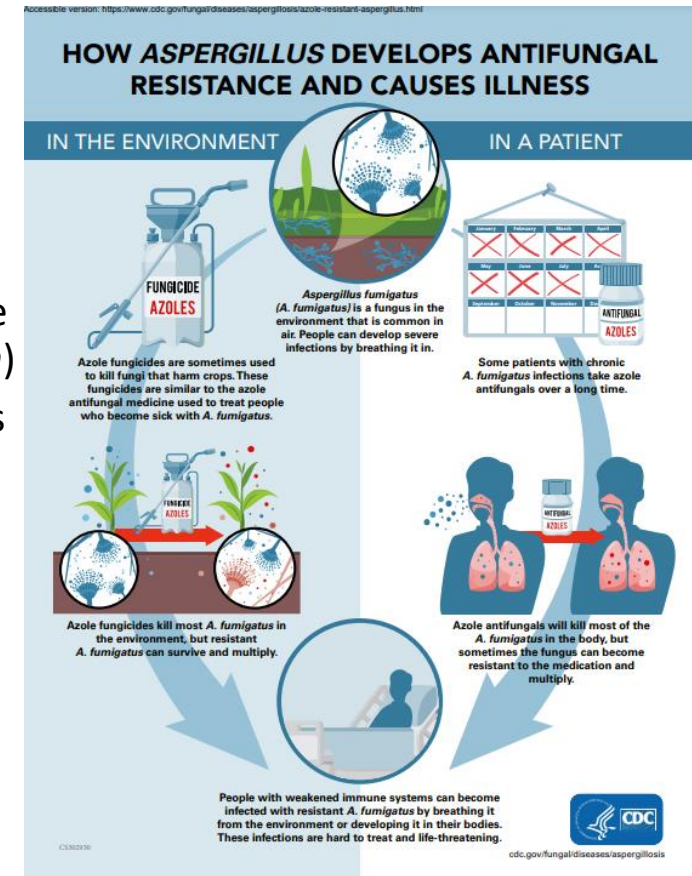 Accessible version: https://www.cdc.gov/fungal/diseases/aspergillosis/azole-resistant-aspergillus.html
HOW ASPERGILLUS DEVELOPS ANTIFUNGAL
RESISTANCE AND CAUSES ILLNESS
IN THE ENVIRONMENT
IN A PATIENT
FUNGICIDE
AZOLES
Azole fungicides are sometimes used
to kill fungi that harm crops. These
fungicides are similar to the azole
antifungal medicine used to treat people
who become sick with A. fumigatus.
Aspergillus fumigatus
(A. fumigatus) is a fungus in the
environment that is common in
air. People can develop severe
infections by breathing it in.
January February March April
May June July
September October November
ANTIFUNGAL
AZOLES
Some patients with chronic
A. fumigatus infections take azole
antifungals over a long time.
FUNGICIDE
AZOLES
Azole fungicides kill most A. fumigatus in
the environment, but resistant
A. fumigatus can survive and multiply.
ANTIFUNGAL
AZOLES
Azole antifungals will kill most of the
A. fumigatus in the body, but
sometimes the fungus can become
resistant to the medication and
multiply.
People with weakened immune systems can become
infected with resistant A. fumigatus by breathing it
from the environment or developing it in their bodies.
These infections are hard to treat and life-threatening.
CDC
cdc.gov/fungal/diseases/aspergillosis